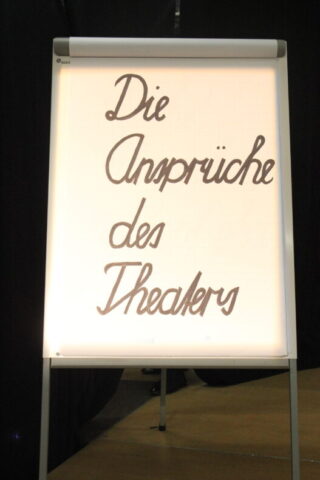 Die
Ansprüche
des
Theaters